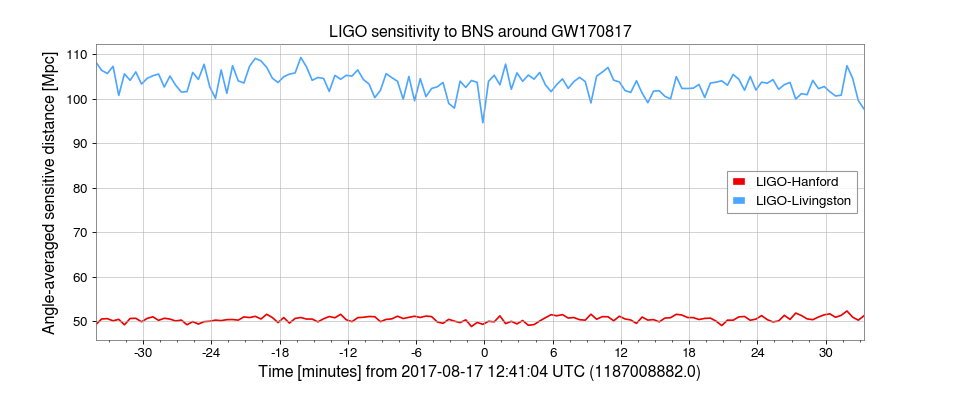 LIGO sensitivity to BNS around GW170817
Angle-averaged sensitive distance [Mpc]
110
100
90
80
70
60
50
LIGO-Hanford
LIGO-Livingston
-30 -24 -18 -12 -6 0 6 12 18 24 30
Time [minutes] from 2017-08-17 12:41:04 UTC (1187008882.0)